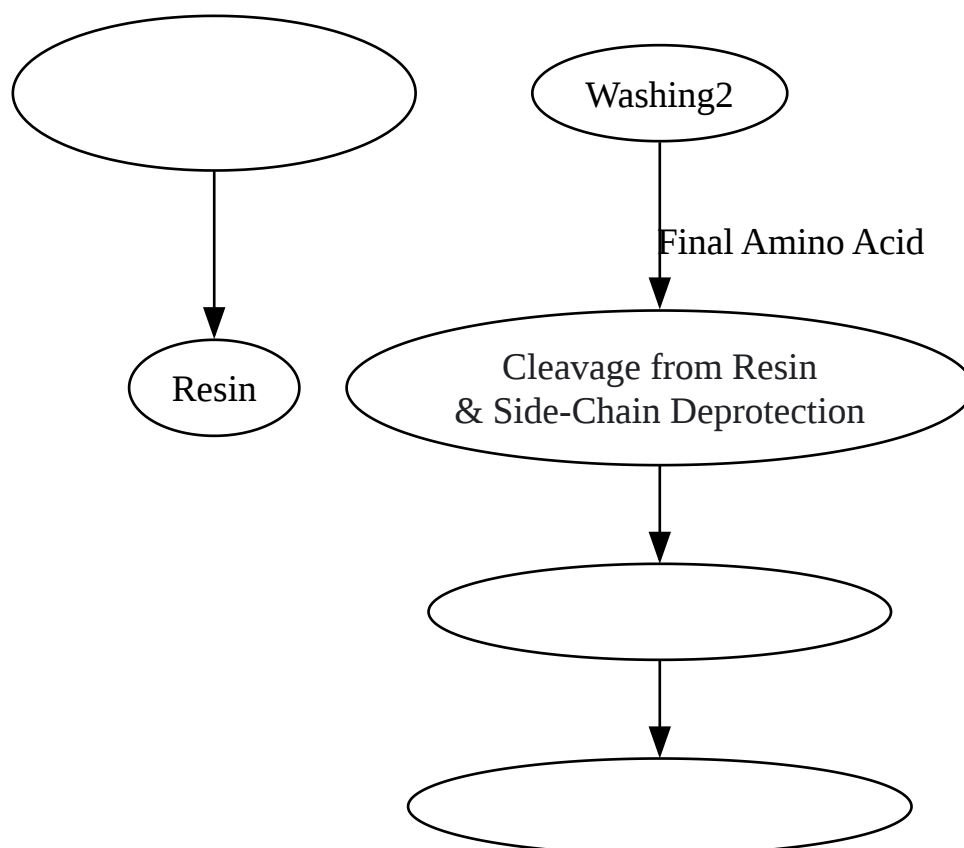 Washing2
Final Amino Acid
Resin
Cleavage from Resin
& Side-Chain Deprotection